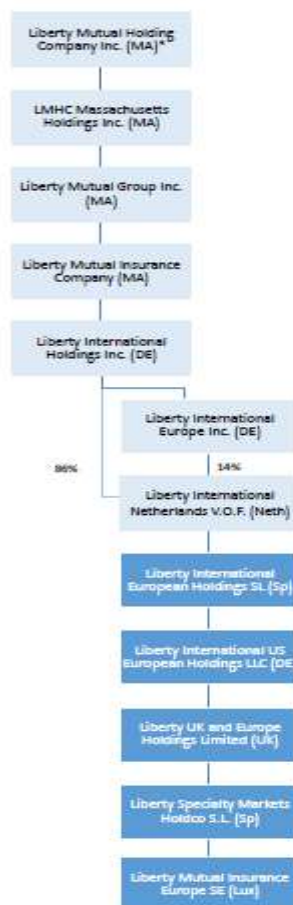 Liberty Mutual Holding
Company Inc. (MA)*
LMHC Massachusetts
Holdings Inc. (MA)
Liberty Mutual Group Inc.
(MA)
Liberty Mutual Insurance
Company (MA)
Liberty International
Holdings Inc. (DE)
Liberty International
Europe Inc. (DE)
86%
14%
Liberty International
Netherlands V.O.F. (Neth)
Liberty International
European Holdings SL (Sp)
Liberty International US
European Holdings LLC (DE
Liberty UK and Europe
Holdings Limited (UK)
Liberty Specialty Markets
Holdco S.L. (Sp)
Liberty Mutual Insurance
Europe SE (Lux)